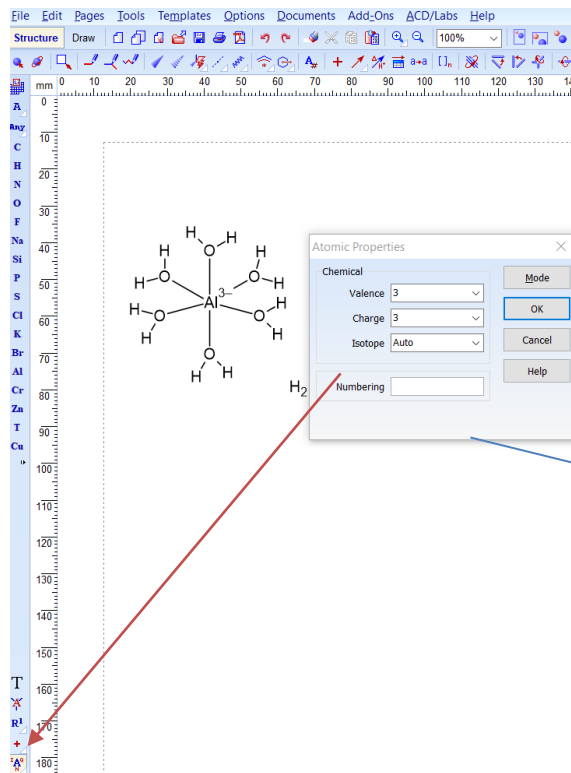 File Edit Pages Tools Templates Options Documents Add-Ons ACD/Labs Help
Structure Draw 100%
mm 0 10 20 30 40 50 60 70 80 90 100 110 120 130
0
A
Any
10
C
H
20
N
O
30
F
Na
40
Si
P
50
S
Cl
60
K
Br
70
Al
Cr
80
Zn
T
90
Cu
100
110
120
130
140
150
T
160
A
R1
170
+
180
H
H
H
O
H
H
O
O
H
Al
3–
H
O
O
H
H
H
O
H
H
H2
Atomic Properties
Chemical
Mode
Valence 3
OK
Charge 3
Cancel
Isotope Auto
Help
Numbering